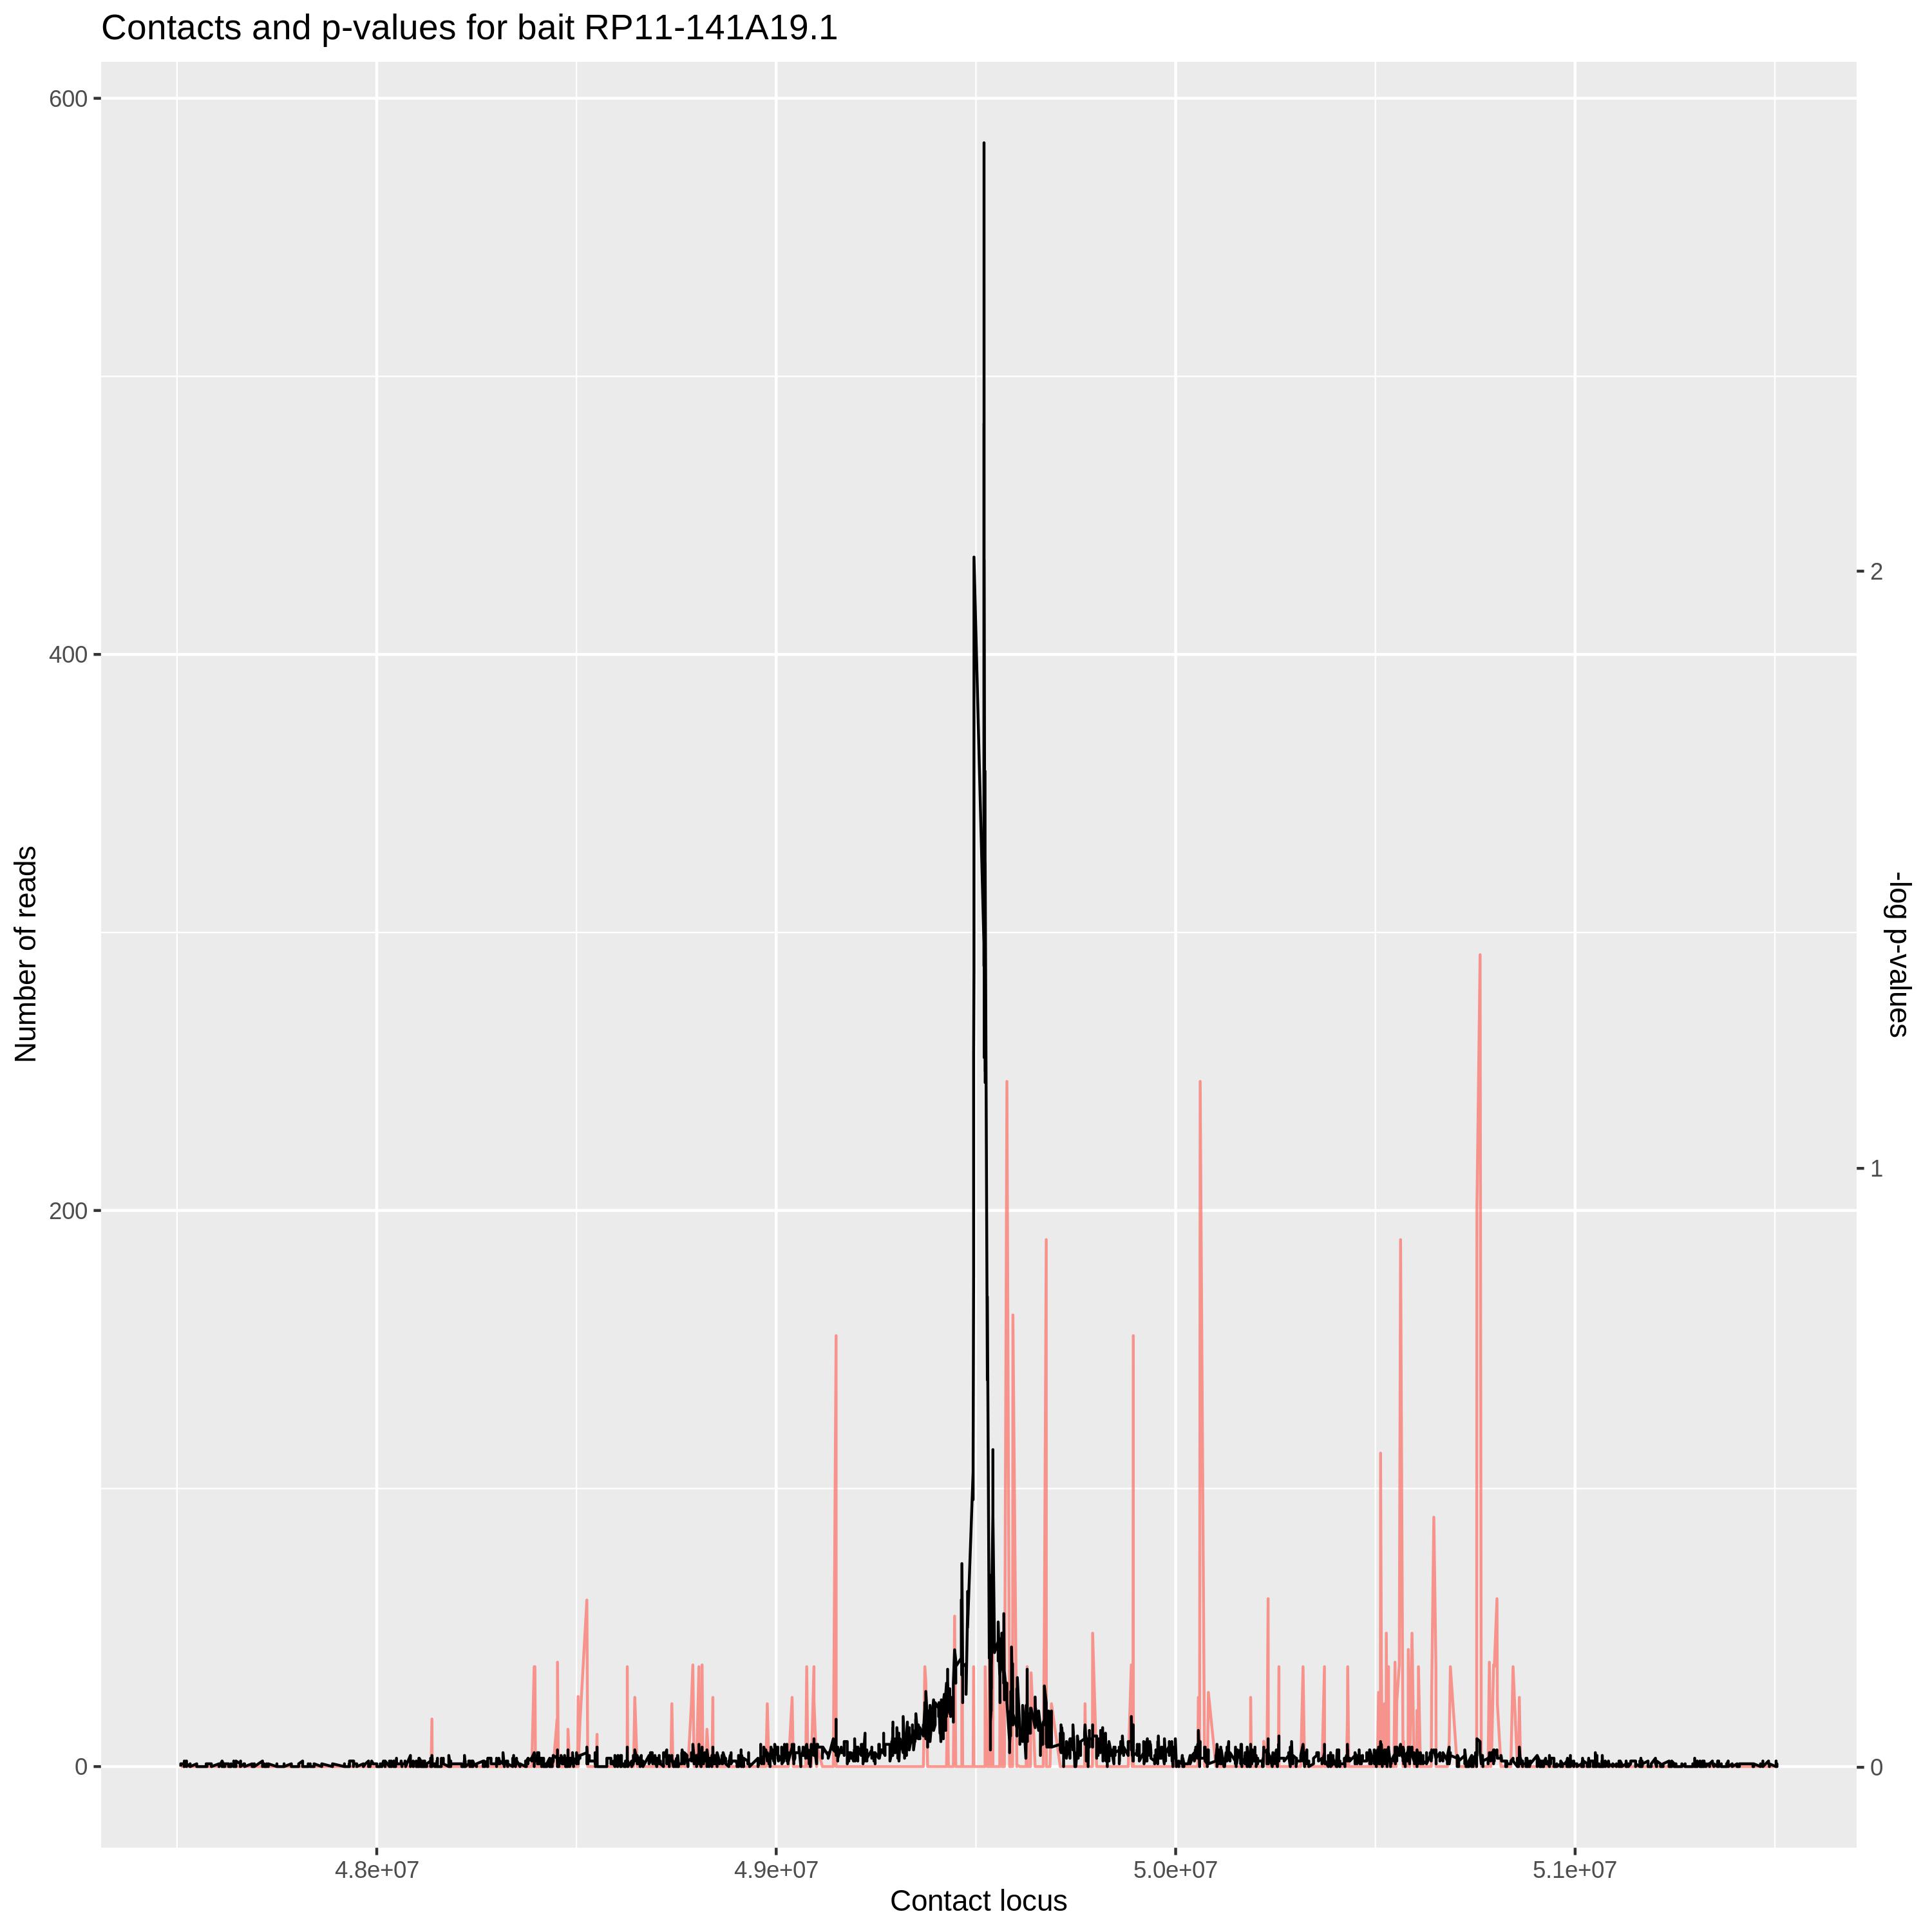 Contacts and p-values for bait RP11-141A19.1
600
400
200
0
Number of reads
2
1
0
-log p-values
4.8e+07
4.9e+07
5.0e+07
5.1e+07
Contact locus